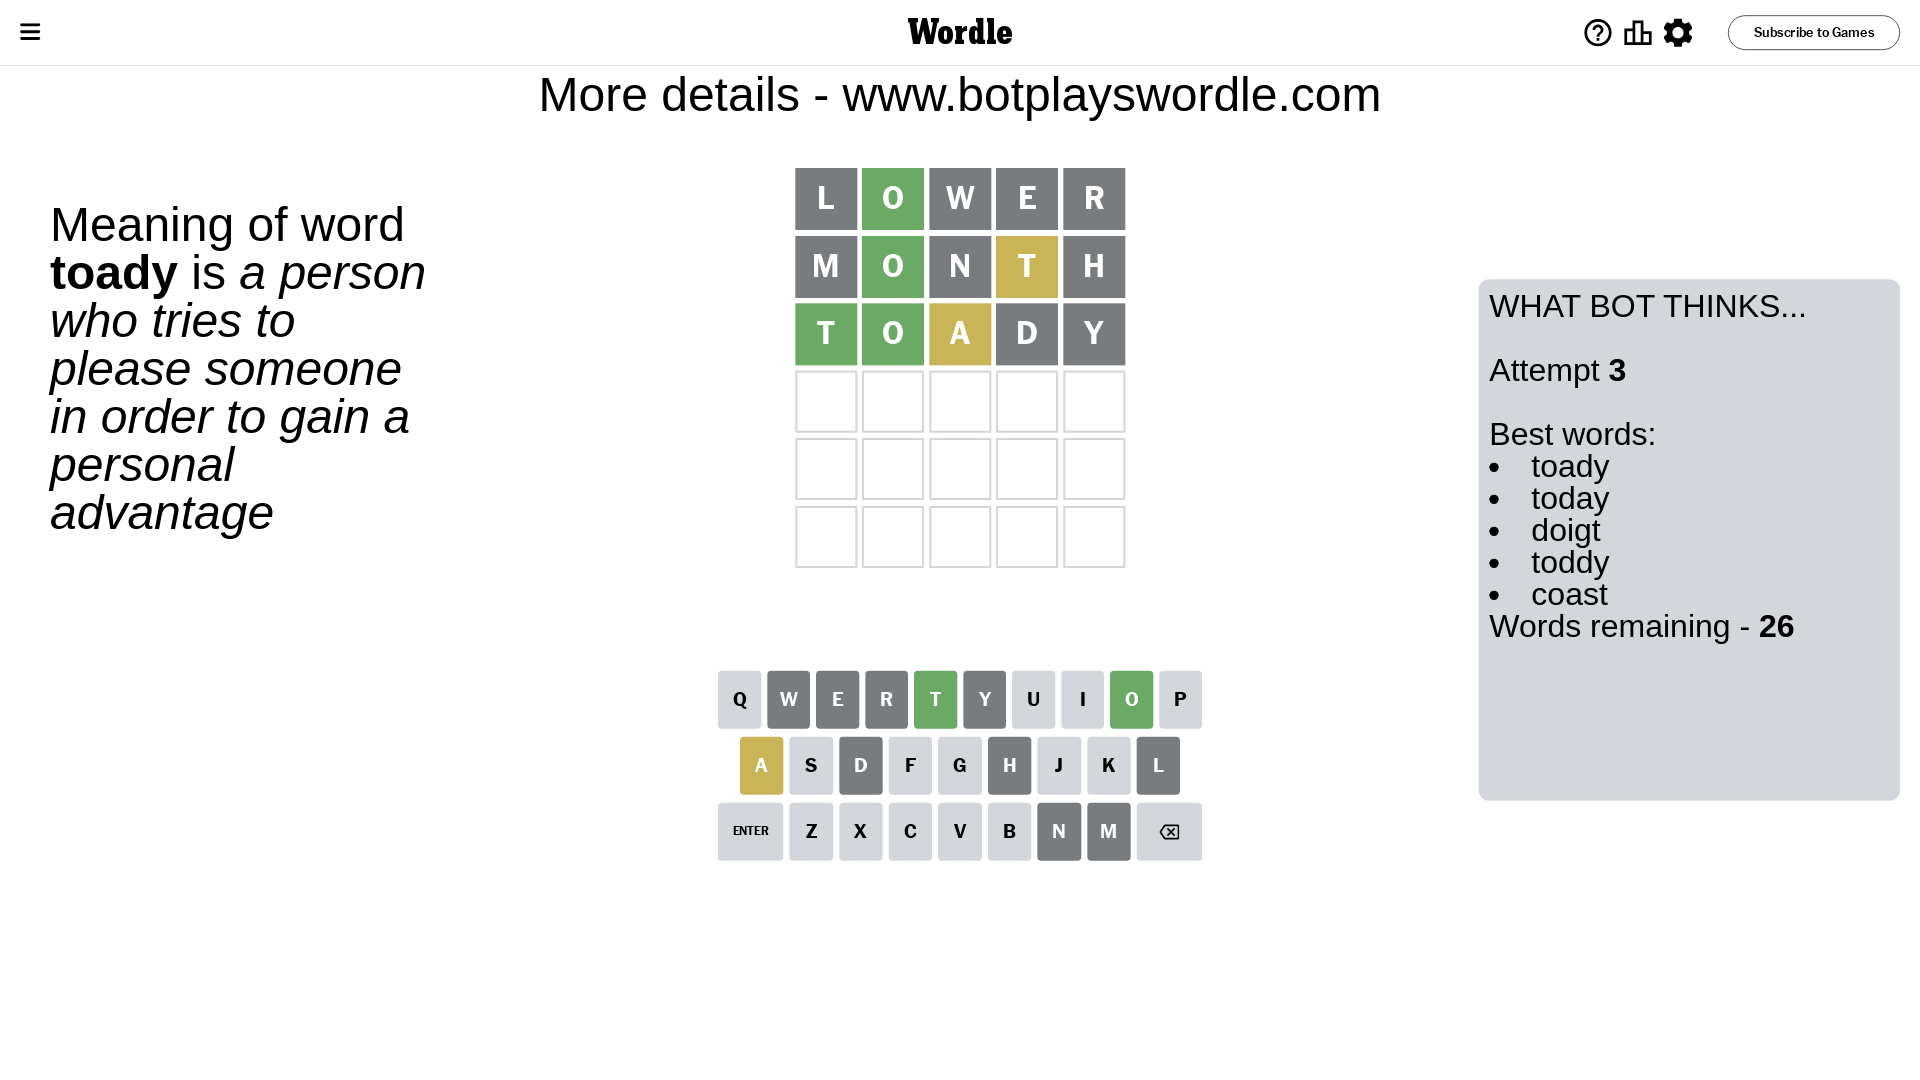 Wordle
Subscribe to Games
More details - www.botplayswordle.com
Meaning of word
toady is a person
who tries to
please someone
in order to gain a
personal
advantage
L O W E R
M O N T H
T O A D Y
WHAT BOT THINKS...
Attempt 3
Best words:
• toady
• today
• doigt
• toddy
• coast
Words remaining - 26
Q W E R T Y U I O P
A S D F G H J K L
ENTER Z X C V B N M